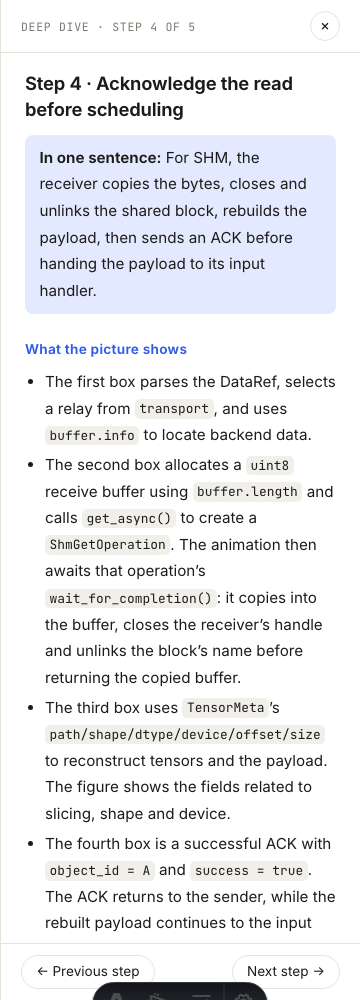 DEEP DIVE · STEP 4 OF 5
×
Step 4 · Acknowledge the read
before scheduling
In one sentence: For SHM, the
receiver copies the bytes, closes and
unlinks the shared block, rebuilds the
payload, then sends an ACK before
handing the payload to its input
handler.
What the picture shows
• The first box parses the DataRef, selects
a relay from transport, and uses
buffer.info to locate backend data.
• The second box allocates a uint8
receive buffer using buffer.length and
calls get_async() to create a
ShmGetOperation. The animation then
awaits that operation’s
wait_for_completion(): it copies into
the buffer, closes the receiver’s handle
and unlinks the block’s name before
returning the copied buffer.
• The third box uses TensorMeta’s
path/shape/dtype/device/offset/size
to reconstruct tensors and the payload.
The figure shows the fields related to
slicing, shape and device.
• The fourth box is a successful ACK with
object_id = A and success = true.
The ACK returns to the sender, while the
rebuilt payload continues to the input
← Previous step
Next step →